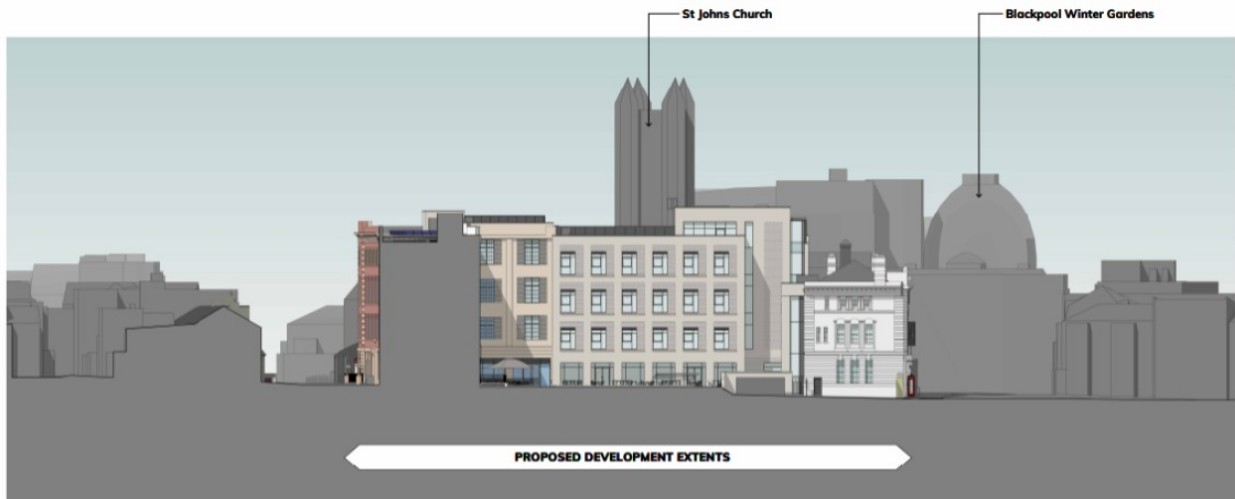 St Johns Church
Blackpool Winter Gardens
PROPOSED DEVELOPMENT EXTENTS